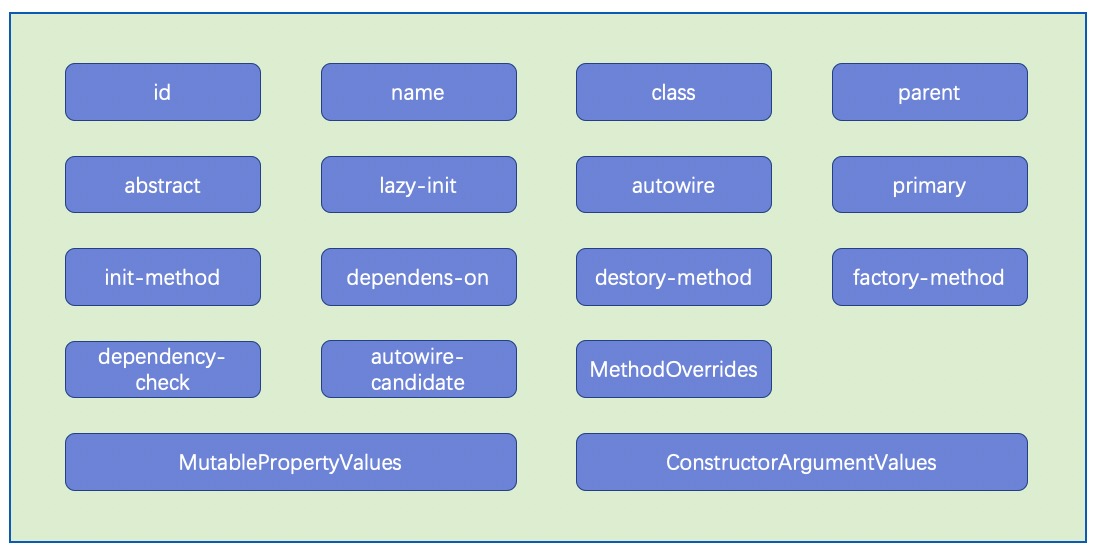 id
name
class
parent
abstract
lazy-init
autowire
primary
init-method
dependens-on
destory-method
factory-method
dependency-
check
autowire-
candidate
MethodOverrides
MutablePropertyValues
ConstructorArgumentValues